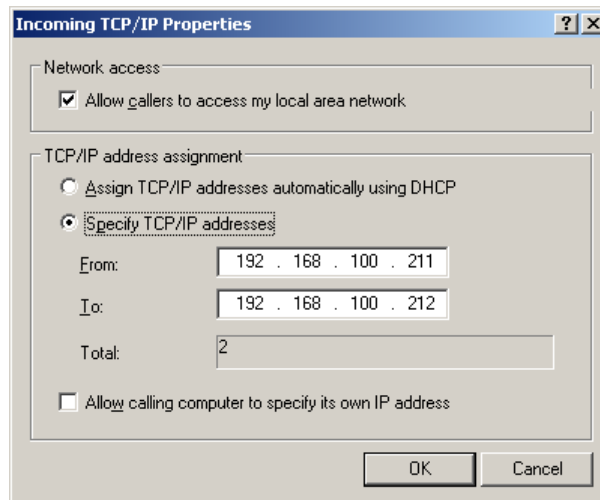 Incoming TCP/IP Properties
Network access
Allow callers to access my local area network
TCP/IP address assignment
Assign TCP/IP addresses automatically using DHCP
Specify TCP/IP addresses
From: 192 . 168 . 100 . 211
To: 192 . 168 . 100 . 212
Total: 2
Allow calling computer to specify its own IP address
OK Cancel